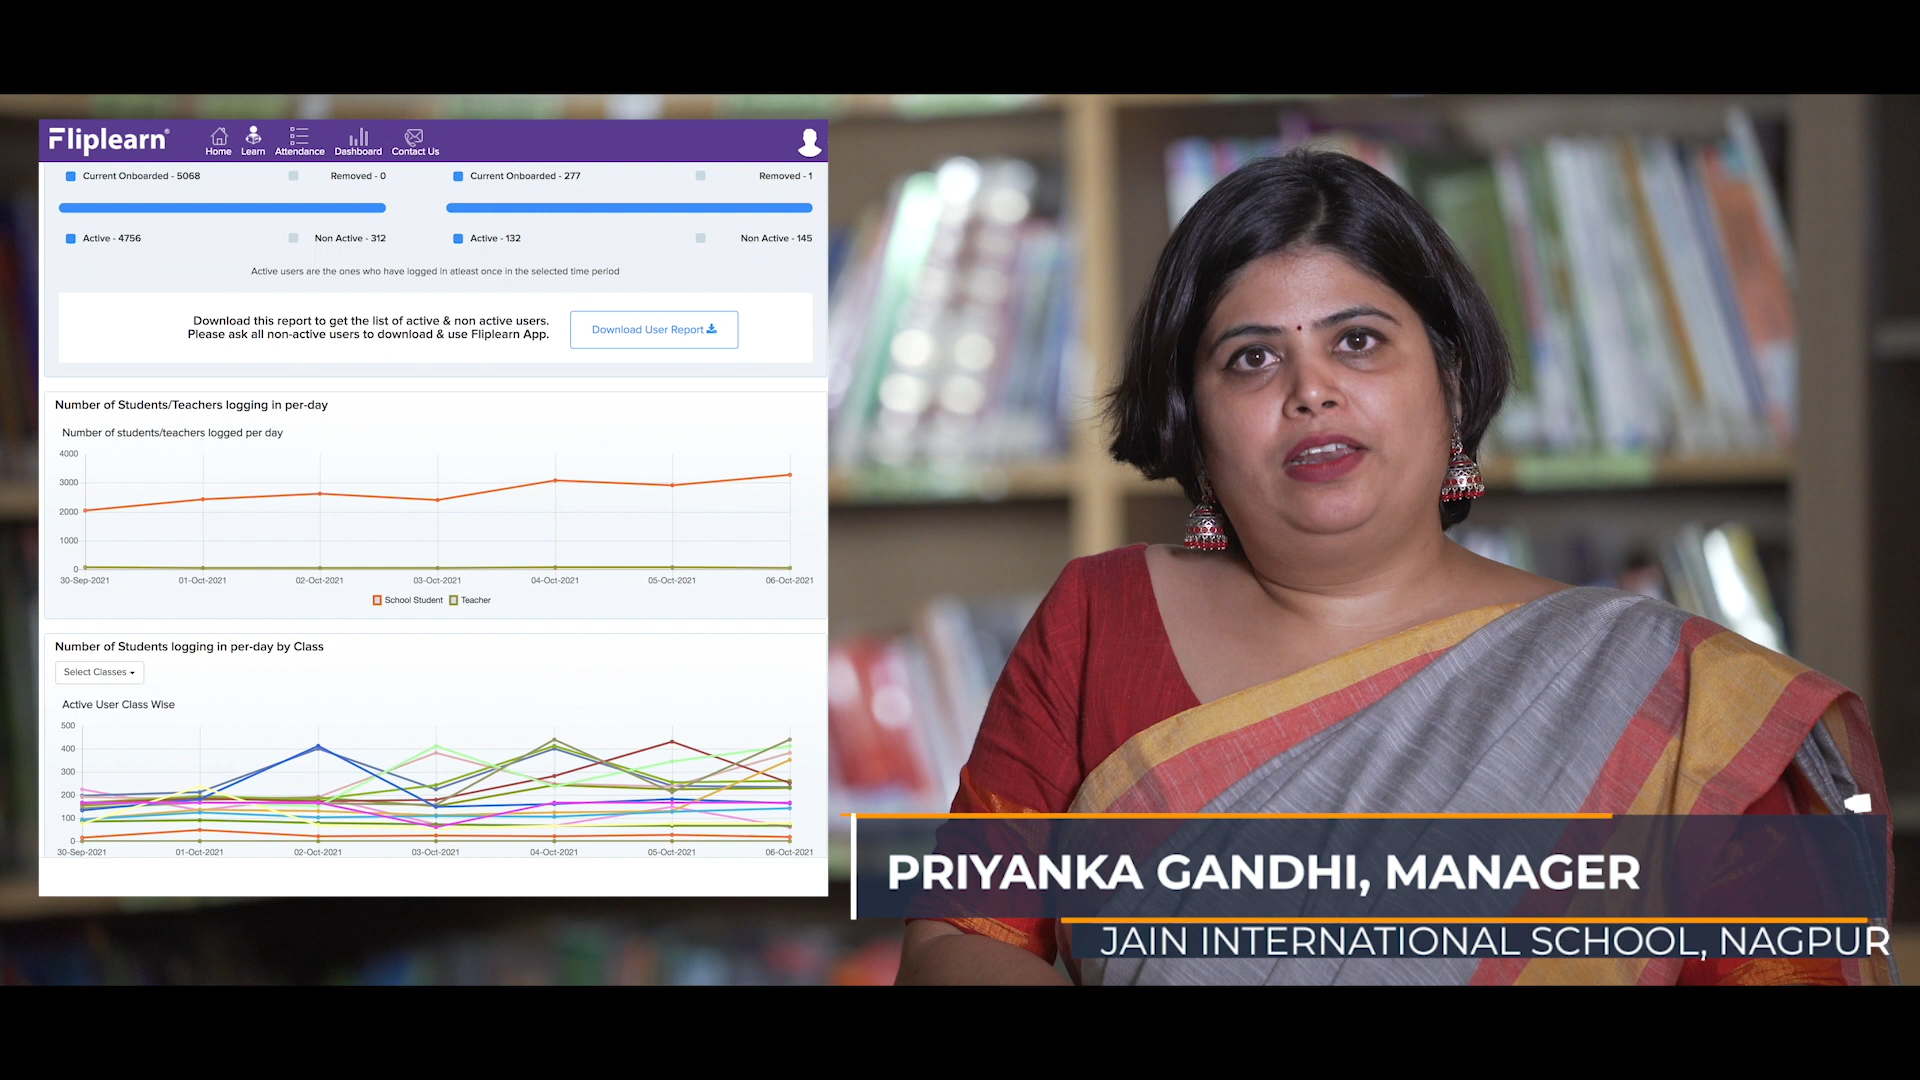 Fliplearn®
Home Learn Attendance Dashboard Contact Us
Current Onboarded - 5068 Removed - 0 Current Onboarded - 277 Removed - 1
Active - 4756 Non Active - 312 Active - 132 Non Active - 145
Active users are the ones who have logged in atleast once in the selected time period
Download this report to get the list of active & non active users.
Please ask all non-active users to download & use Fliplearn App.
Download User Report
Number of Students/Teachers logging in per-day
Number of students/teachers logged per day
4000
3000
2000
1000
0
30-Sep-2021 01-Oct-2021 02-Oct-2021 03-Oct-2021 04-Oct-2021 05-Oct-2021 06-Oct-2021
School Student Teacher
Number of Students logging in per-day by Class
Select Classes
Active User Class Wise
500
400
300
200
100
0
30-Sep-2021 01-Oct-2021 02-Oct-2021 03-Oct-2021 04-Oct-2021 05-Oct-2021 06-Oct-2021
PRIYANKA GANDHI, MANAGER
JAIN INTERNATIONAL SCHOOL, NAGPUR